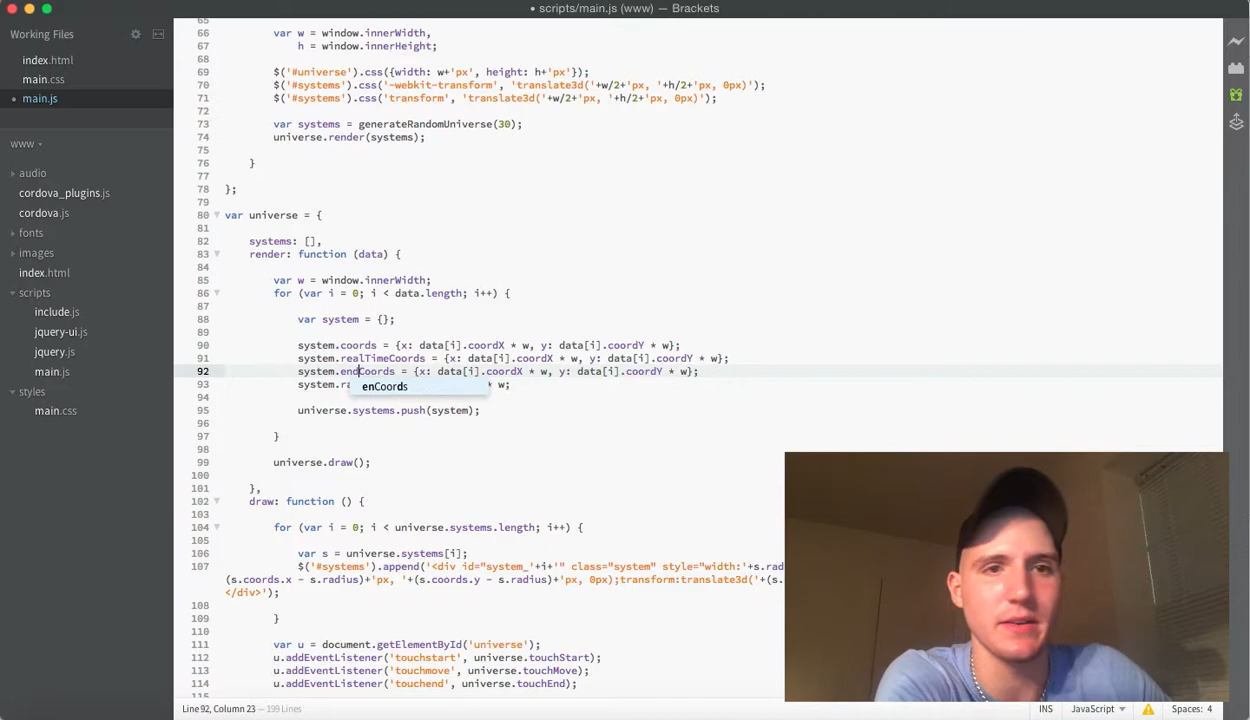 • scripts/main.js (www) — Brackets
Working Files
index.html
main.css
• main.js
www
audio
cordova_plugins.js
cordova.js
fonts
images
index.html
scripts
include.js
jquery-ui.js
jquery.js
main.js
styles
main.css
65
66 var w = window.innerWidth,
67 h = window.innerHeight;
68
69 $('#universe').css({width: w+'px', height: h+'px'});
70 $('#systems').css('-webkit-transform', 'translate3d('+w/2+'px, '+h/2+'px, 0px)');
71 $('#systems').css('transform', 'translate3d('+w/2+'px, '+h/2+'px, 0px)');
72
73 var systems = generateRandomUniverse(30);
74 universe.render(systems);
75
76 }
77
78 };
79
80 var universe = {
81
82 systems: [],
83 render: function (data) {
84
85 var w = window.innerWidth;
86 for (var i = 0; i < data.length; i++) {
87
88 var system = {};
89
90 system.coords = {x: data[i].coordX * w, y: data[i].coordY * w};
91 system.realTimeCoords = {x: data[i].coordX * w, y: data[i].coordY * w};
92 system.endCoords = {x: data[i].coordX * w, y: data[i].coordY * w};
93 system.ra * w;
enCoords
94
95 universe.systems.push(system);
96
97 }
98
99 universe.draw();
100
101 },
102 draw: function () {
103
104 for (var i = 0; i < universe.systems.length; i++) {
105
106 var s = universe.systems[i];
107 $('#systems').append('<div id="system_'+i+'" class="system" style="width:'+s.rad
(s.coords.x - s.radius)+'px, '+(s.coords.y - s.radius)+'px, 0px);transform:translate3d('+(s.
</div>');
108
109 }
110
111 var u = document.getElementById('universe');
112 u.addEventListener('touchstart', universe.touchStart);
113 u.addEventListener('touchmove', universe.touchMove);
114 u.addEventListener('touchend', universe.touchEnd);
115
Line 92, Column 23 — 199 Lines
INS JavaScript Spaces: 4